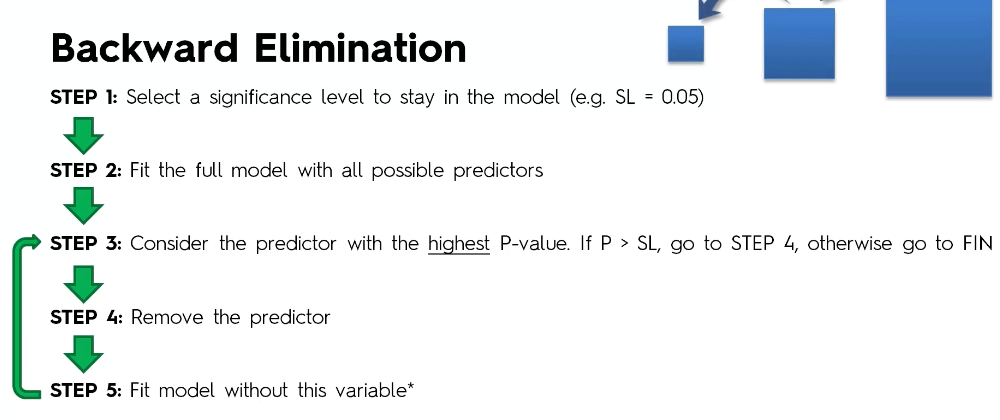 Backward Elimination
STEP 1: Select a significance level to stay in the model (e.g. SL = 0.05)
STEP 2: Fit the full model with all possible predictors
STEP 3: Consider the predictor with the highest P-value. If P > SL, go to STEP 4, otherwise go to FIN
STEP 4: Remove the predictor
STEP 5: Fit model without this variable*